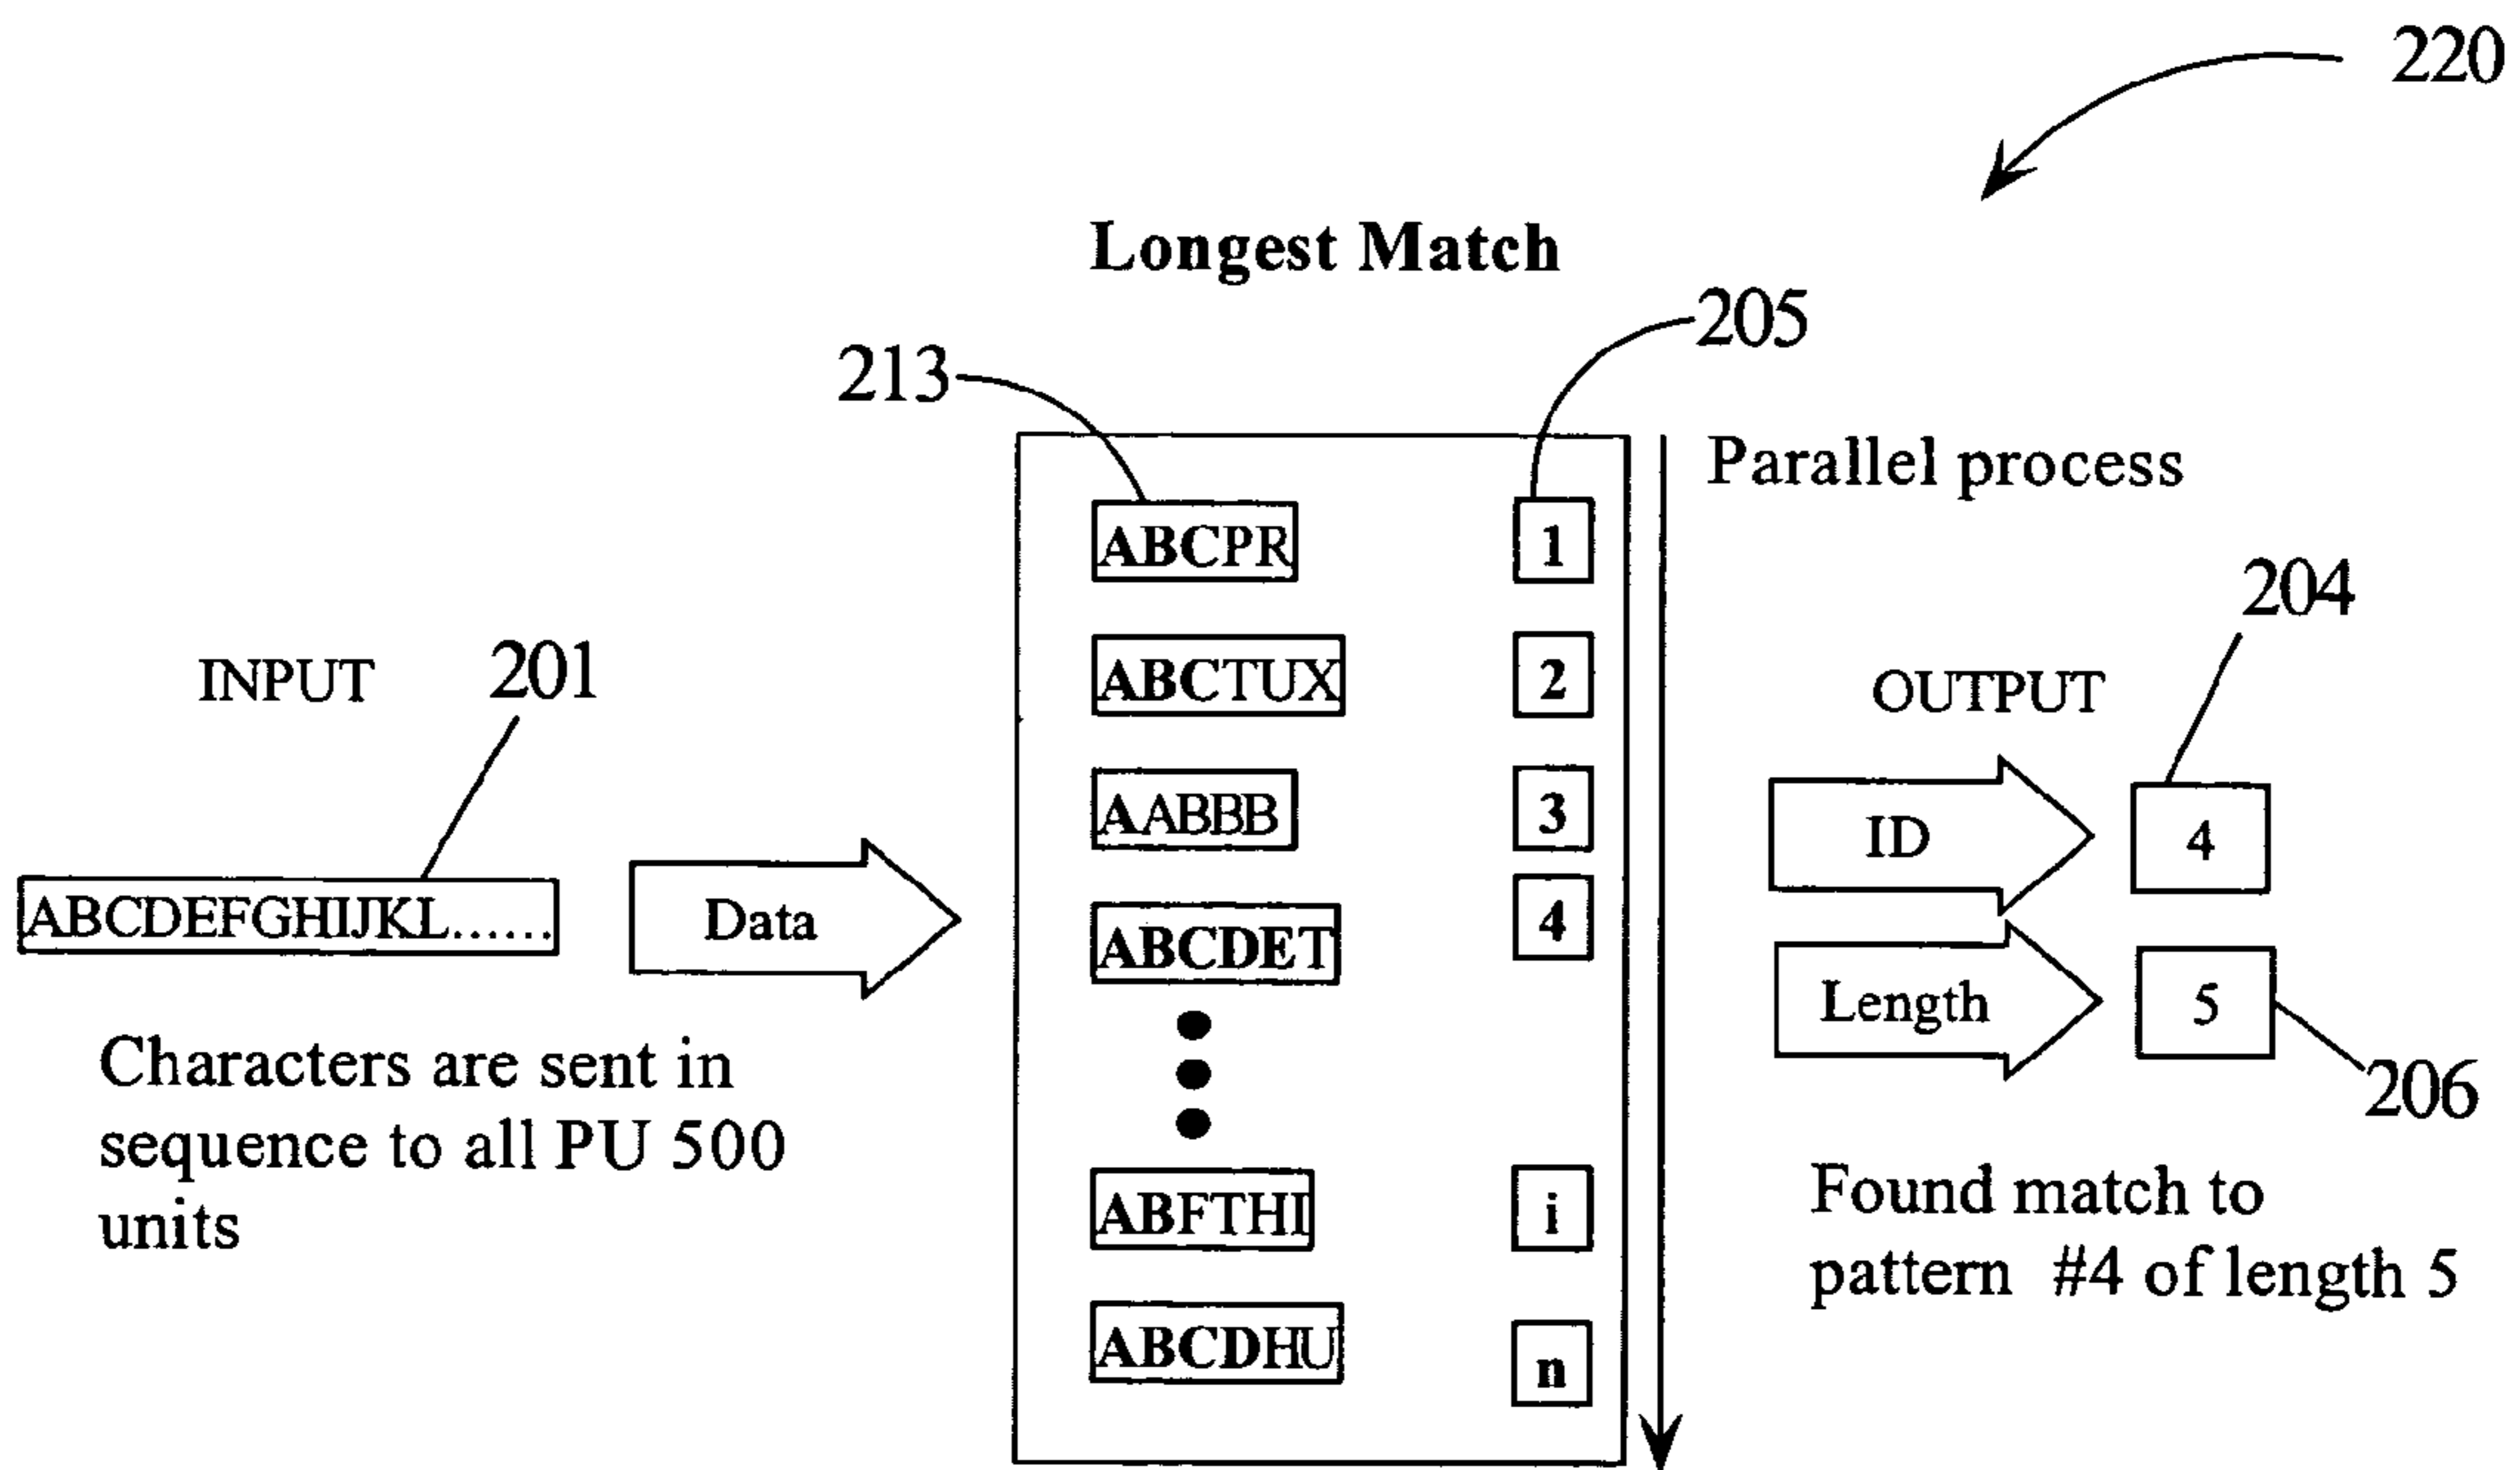 220
Longest Match
205
213
Parallel process
ABCPR 1
204
INPUT 201
ABCTUX 2
OUTPUT
AABBB 3
ID 4
ABCDEFGHIJKL......
Data
ABCDET 4
Length 5
206
Characters are sent in
sequence to all PU 500
units
ABFTHI i
Found match to
pattern #4 of length 5
ABCDHU n